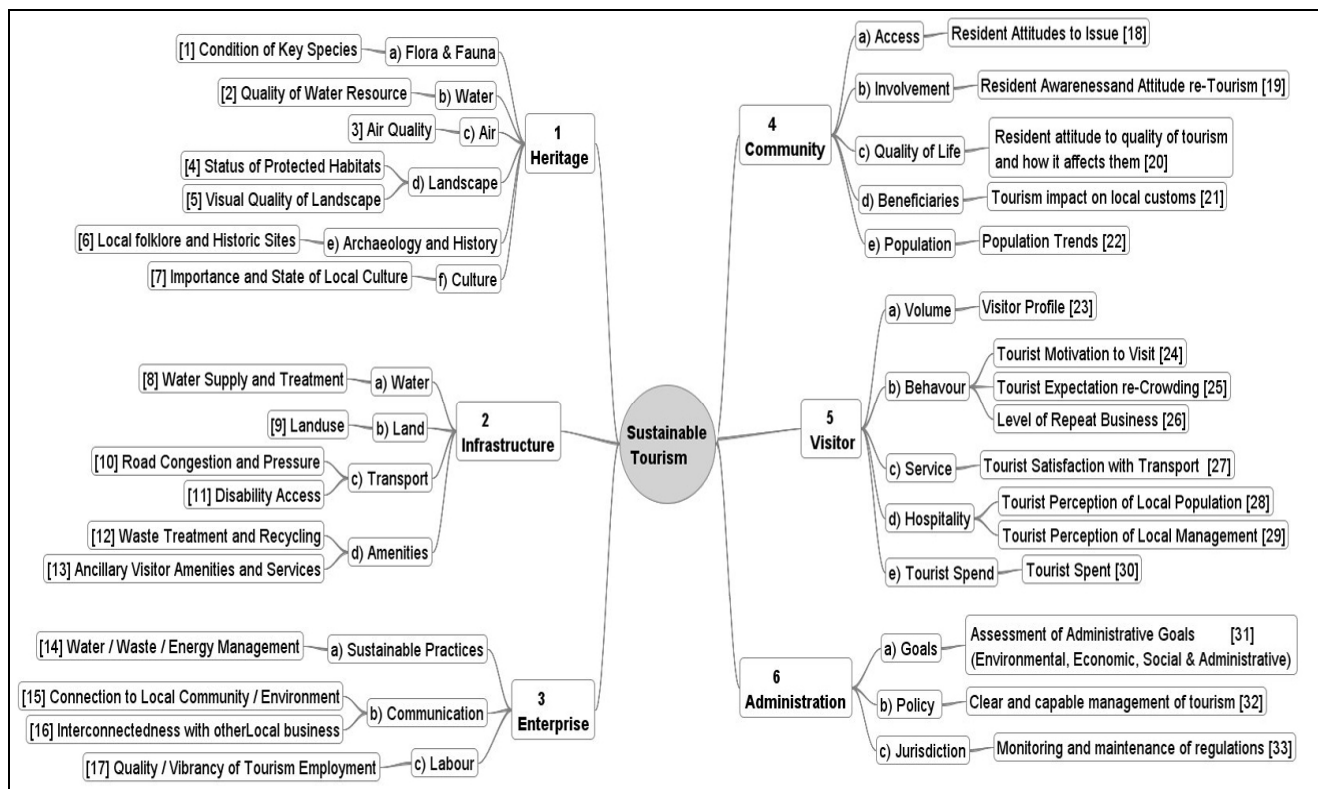 Sustainable
Tourism
1
Heritage
a) Flora & Fauna
[1] Condition of Key Species
b) Water
[2] Quality of Water Resource
c) Air
3] Air Quality
d) Landscape
[4] Status of Protected Habitats
[5] Visual Quality of Landscape
e) Archaeology and History
[6] Local folklore and Historic Sites
f) Culture
[7] Importance and State of Local Culture
2
Infrastructure
a) Water
[8] Water Supply and Treatment
b) Land
[9] Landuse
c) Transport
[10] Road Congestion and Pressure
[11] Disability Access
d) Amenities
[12] Waste Treatment and Recycling
[13] Ancillary Visitor Amenities and Services
3
Enterprise
a) Sustainable Practices
[14] Water / Waste / Energy Management
b) Communication
[15] Connection to Local Community / Environment
[16] Interconnectedness with otherLocal business
c) Labour
[17] Quality / Vibrancy of Tourism Employment
4
Community
a) Access
Resident Attitudes to Issue [18]
b) Involvement
Resident Awarenessand Attitude re-Tourism [19]
c) Quality of Life
Resident attitude to quality of tourism
and how it affects them [20]
d) Beneficiaries
Tourism impact on local customs [21]
e) Population
Population Trends [22]
5
Visitor
a) Volume
Visitor Profile [23]
b) Behavour
Tourist Motivation to Visit [24]
Tourist Expectation re-Crowding [25]
Level of Repeat Business [26]
c) Service
Tourist Satisfaction with Transport [27]
d) Hospitality
Tourist Perception of Local Population [28]
Tourist Perception of Local Management [29]
e) Tourist Spend
Tourist Spent [30]
6
Administration
a) Goals
Assessment of Administrative Goals [31]
(Environmental, Economic, Social & Administrative)
b) Policy
Clear and capable management of tourism [32]
c) Jurisdiction
Monitoring and maintenance of regulations [33]